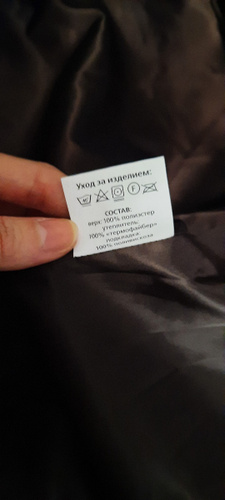 Уход за изделием:
СОСТАВ:
верх: 100% полиэстер
утеплитель:
100% «термофайбер»
подкладка:
100% полиэстер